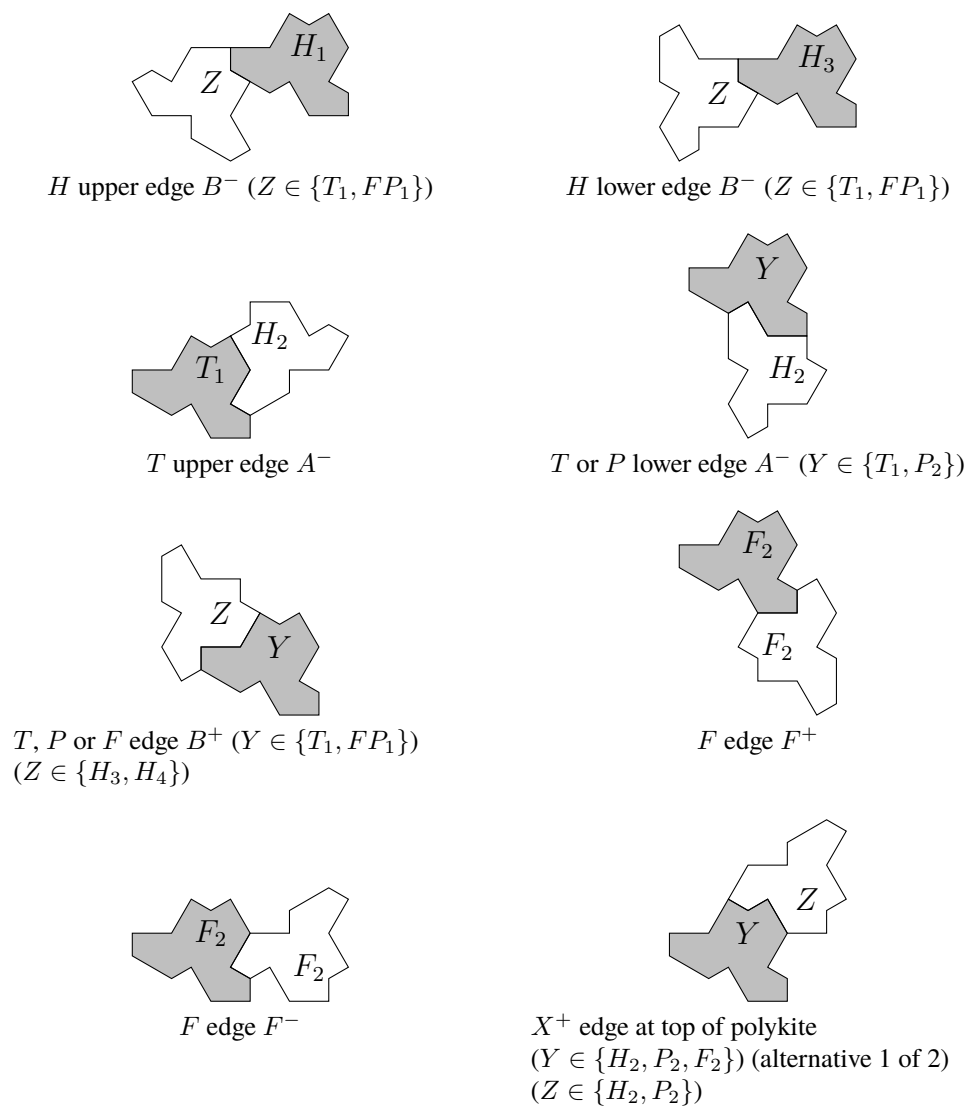 Z H₁
Z H₃
H upper edge B⁻ (Z ∈ {T₁, FP₁})
H lower edge B⁻ (Z ∈ {T₁, FP₁})
T₁ H₂
Y
H₂
T upper edge A⁻
T or P lower edge A⁻ (Y ∈ {T₁, P₂})
Z
Y
F₂
F₂
T, P or F edge B⁺ (Y ∈ {T₁, FP₁})
(Z ∈ {H₃, H₄})
F edge F⁺
F₂ F₂
Z
Y
F edge F⁻
X⁺ edge at top of polykite
(Y ∈ {H₂, P₂, F₂}) (alternative 1 of 2)
(Z ∈ {H₂, P₂})